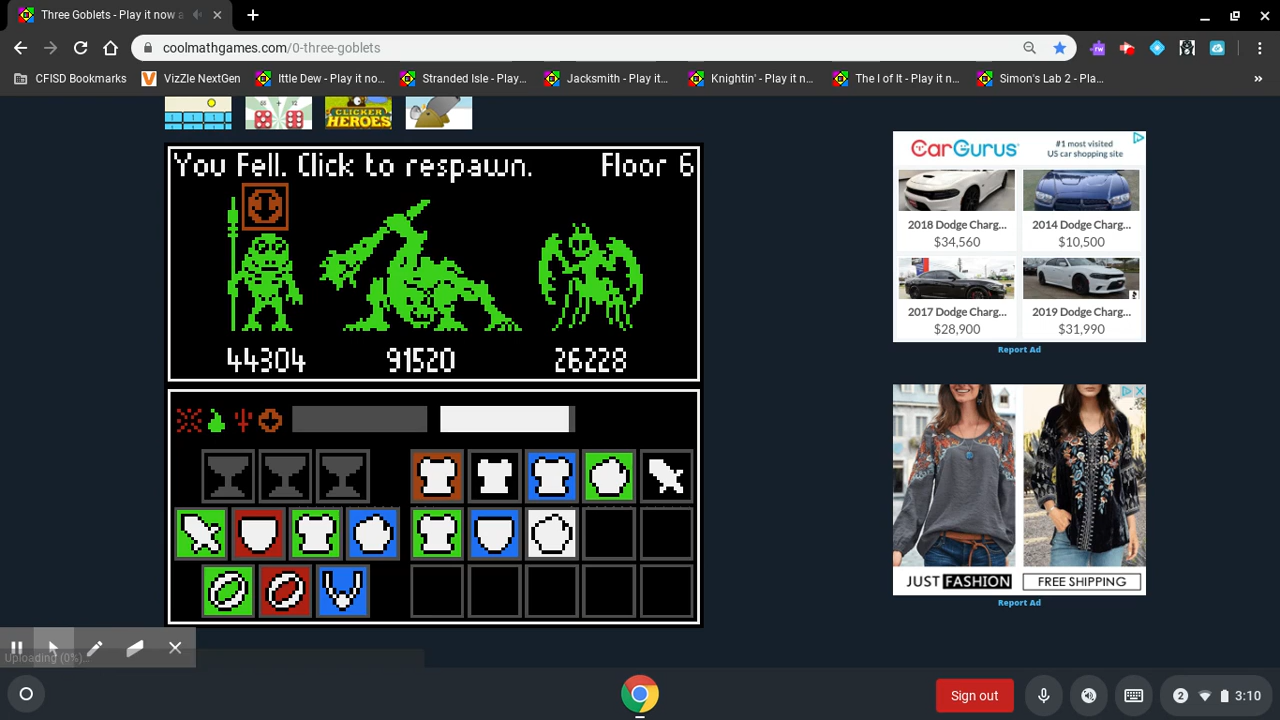 Three Goblets - Play it now a
coolmathgames.com/0-three-goblets
CFISD Bookmarks
VizZle NextGen
Ittle Dew - Play it no...
Stranded Isle - Play...
Jacksmith - Play it...
Knightin' - Play it n...
The I of It - Play it n...
Simon's Lab 2 - Pla...
CLICKER HEROES
You Fell. Click to respawn. Floor 6
44304 91520 26228
CarGurus
#1 most visited
US car shopping site
2018 Dodge Charg... 2014 Dodge Charg...
$34,560 $10,500
2017 Dodge Charg... 2019 Dodge Charg...
$28,900 $31,990
Report Ad
JUST FASHION FREE SHIPPING
Report Ad
Uploading (0%)...
Sign out
2
3:10